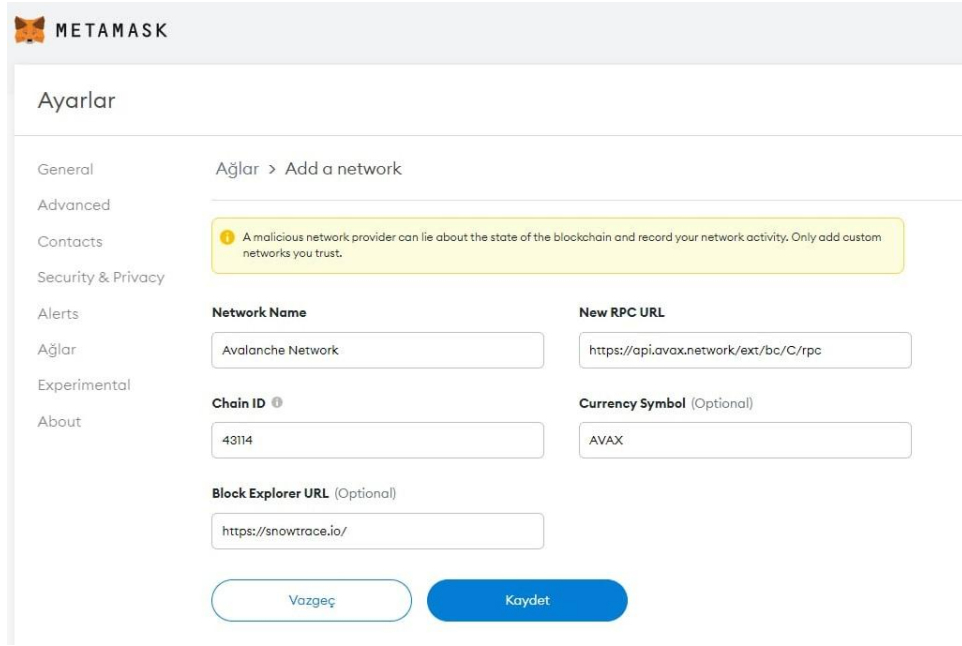 METAMASK
Ayarlar
General
Advanced
Contacts
Security & Privacy
Alerts
Ağlar
Experimental
About
Ağlar > Add a network
A malicious network provider can lie about the state of the blockchain and record your network activity. Only add custom
networks you trust.
Network Name
Avalanche Network
New RPC URL
https://api.avax.network/ext/bc/C/rpc
Chain ID
43114
Currency Symbol (Optional)
AVAX
Block Explorer URL (Optional)
https://snowtrace.io/
Vazgeç
Kaydet